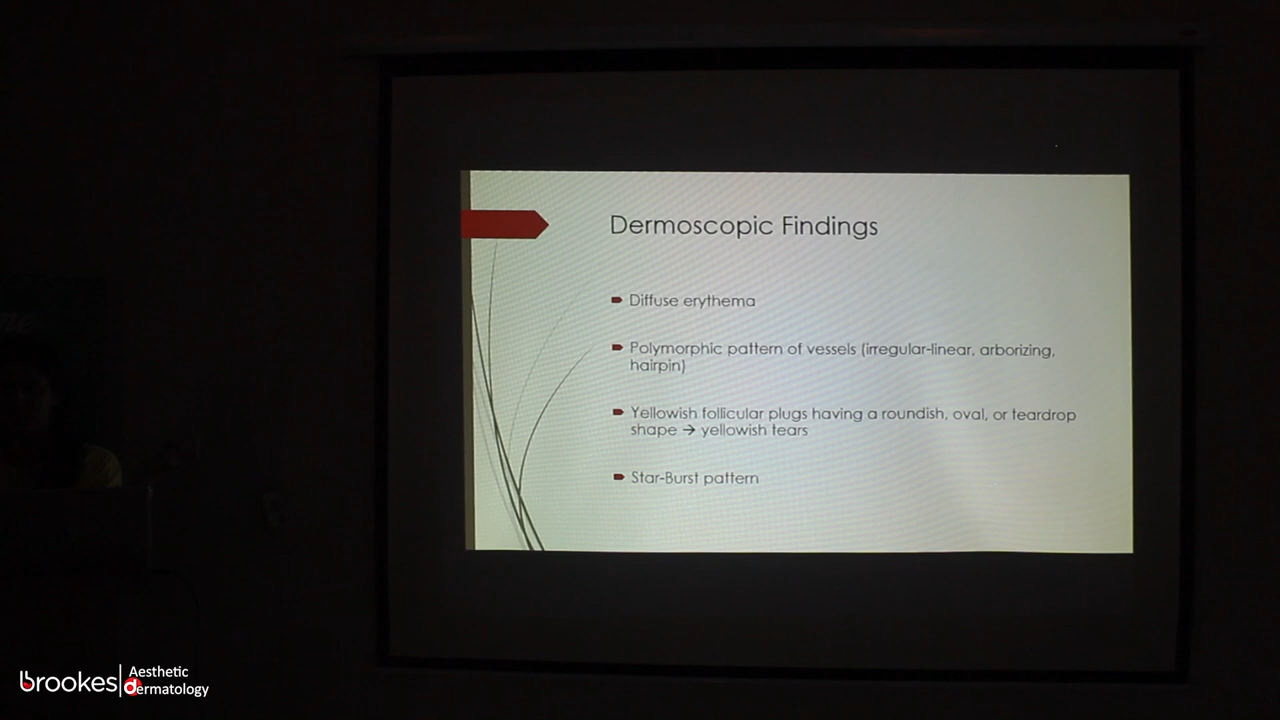 Dermoscopic Findings
Diffuse erythema
Polymorphic pattern of vessels (irregular-linear, arborizing,
hairpin)
Yellowish follicular plugs having a roundish, oval, or teardrop
shape → yellowish tears
Star-Burst pattern
brookes
Aesthetic
dermatology